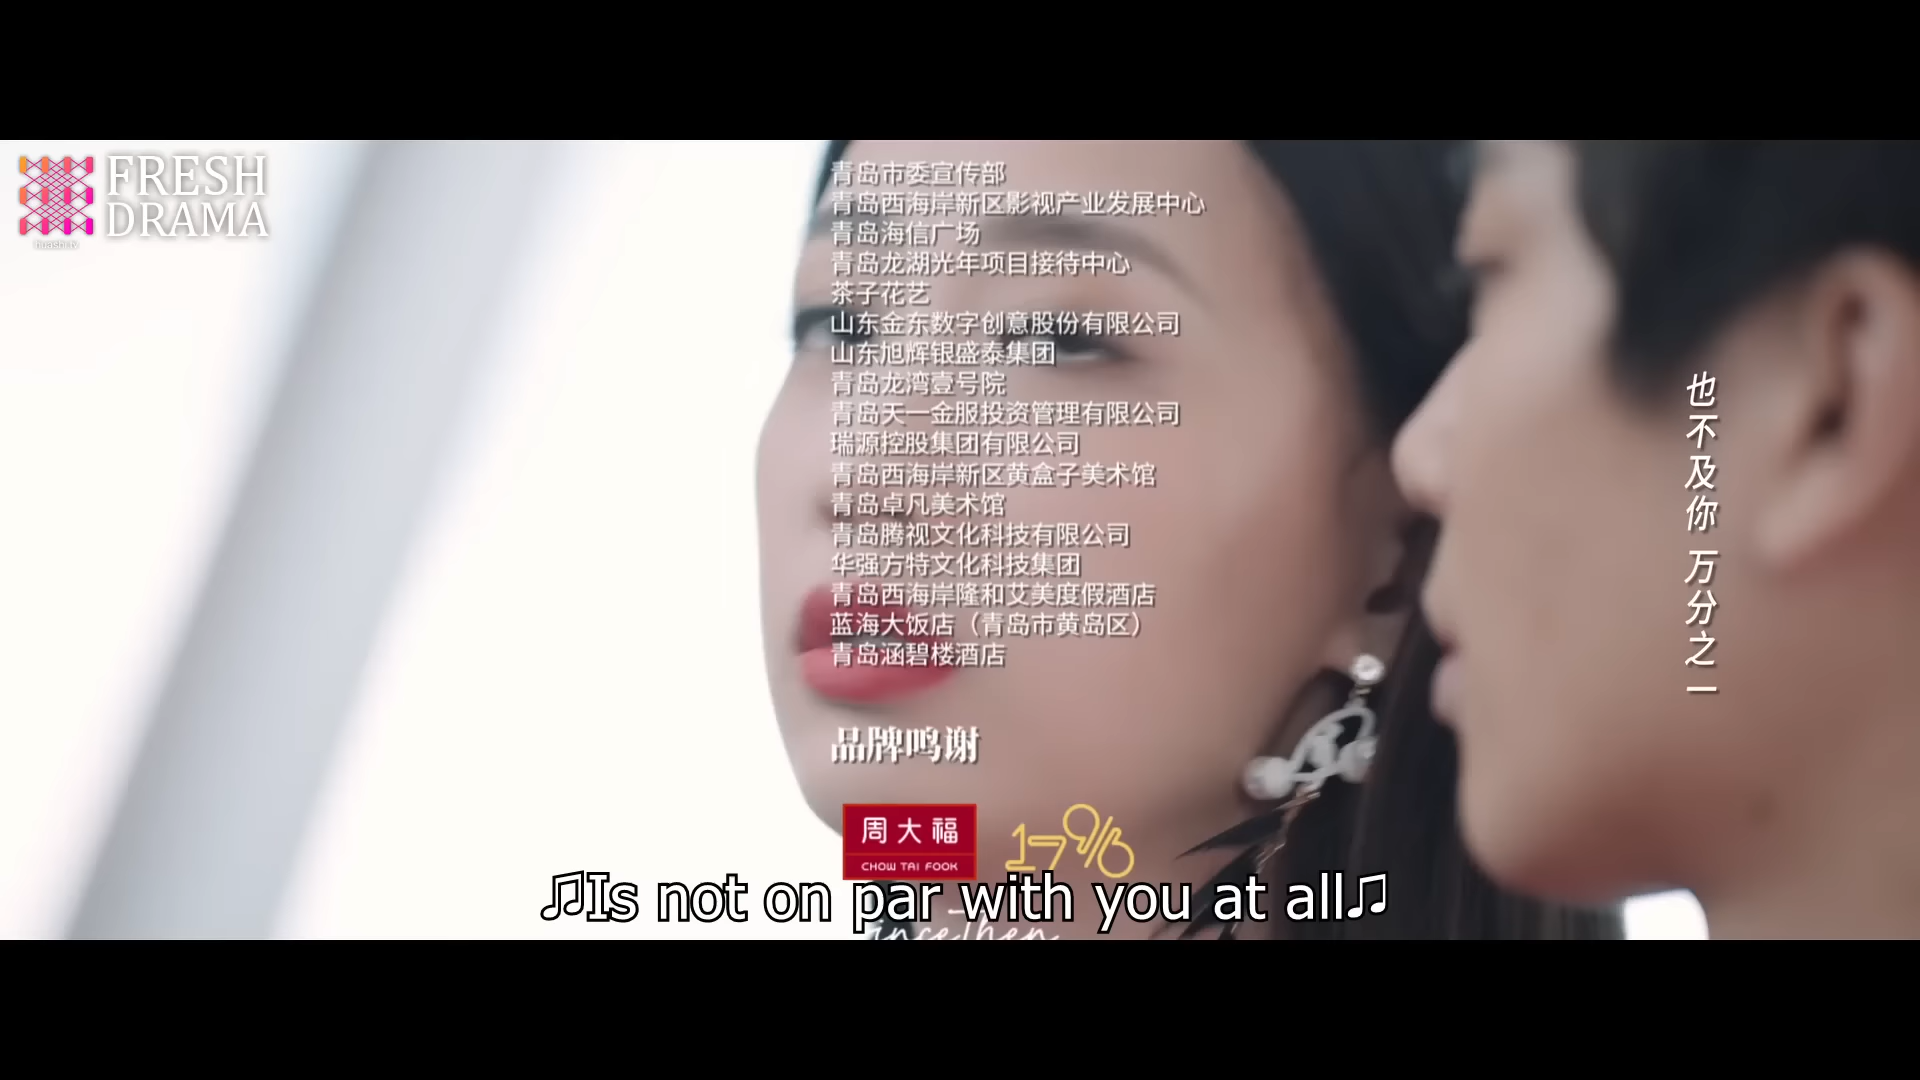 FRESH
DRAMA
huashi.tv
青岛市委宣传部
青岛西海岸新区影视产业发展中心
青岛海信广场
青岛龙湖光年项目接待中心
茶子花艺
山东金东数字创意股份有限公司
山东旭辉银盛泰集团
青岛龙湾壹号院
青岛天一金服投资管理有限公司
瑞源控股集团有限公司
青岛西海岸新区黄盒子美术馆
青岛卓凡美术馆
青岛腾视文化科技有限公司
华强方特文化科技集团
青岛西海岸隆和艾美度假酒店
蓝海大饭店（青岛市黄岛区）
青岛涵碧楼酒店
也不及你 万分之一
品牌鸣谢
周大福
CHOW TAI FOOK
17916
♫Is not on par with you at all♫
Since Then